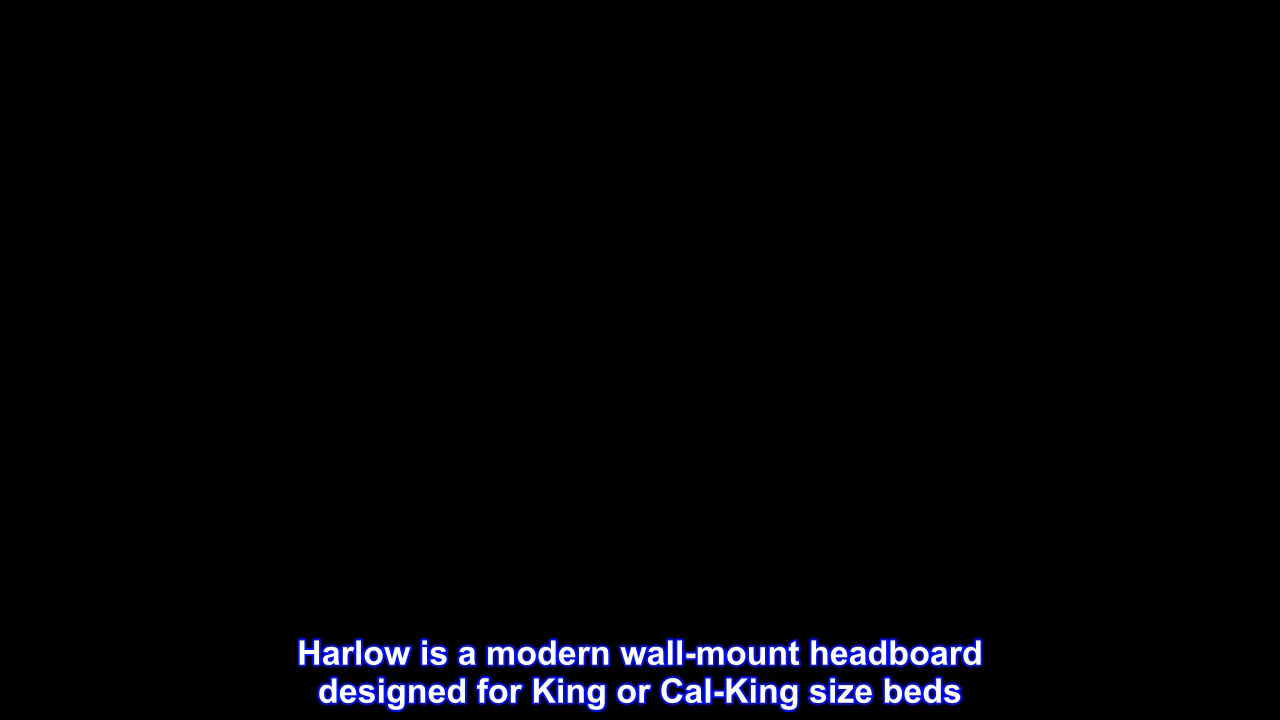 Harlow is a modern wall-mount headboard
designed for King or Cal-King size beds